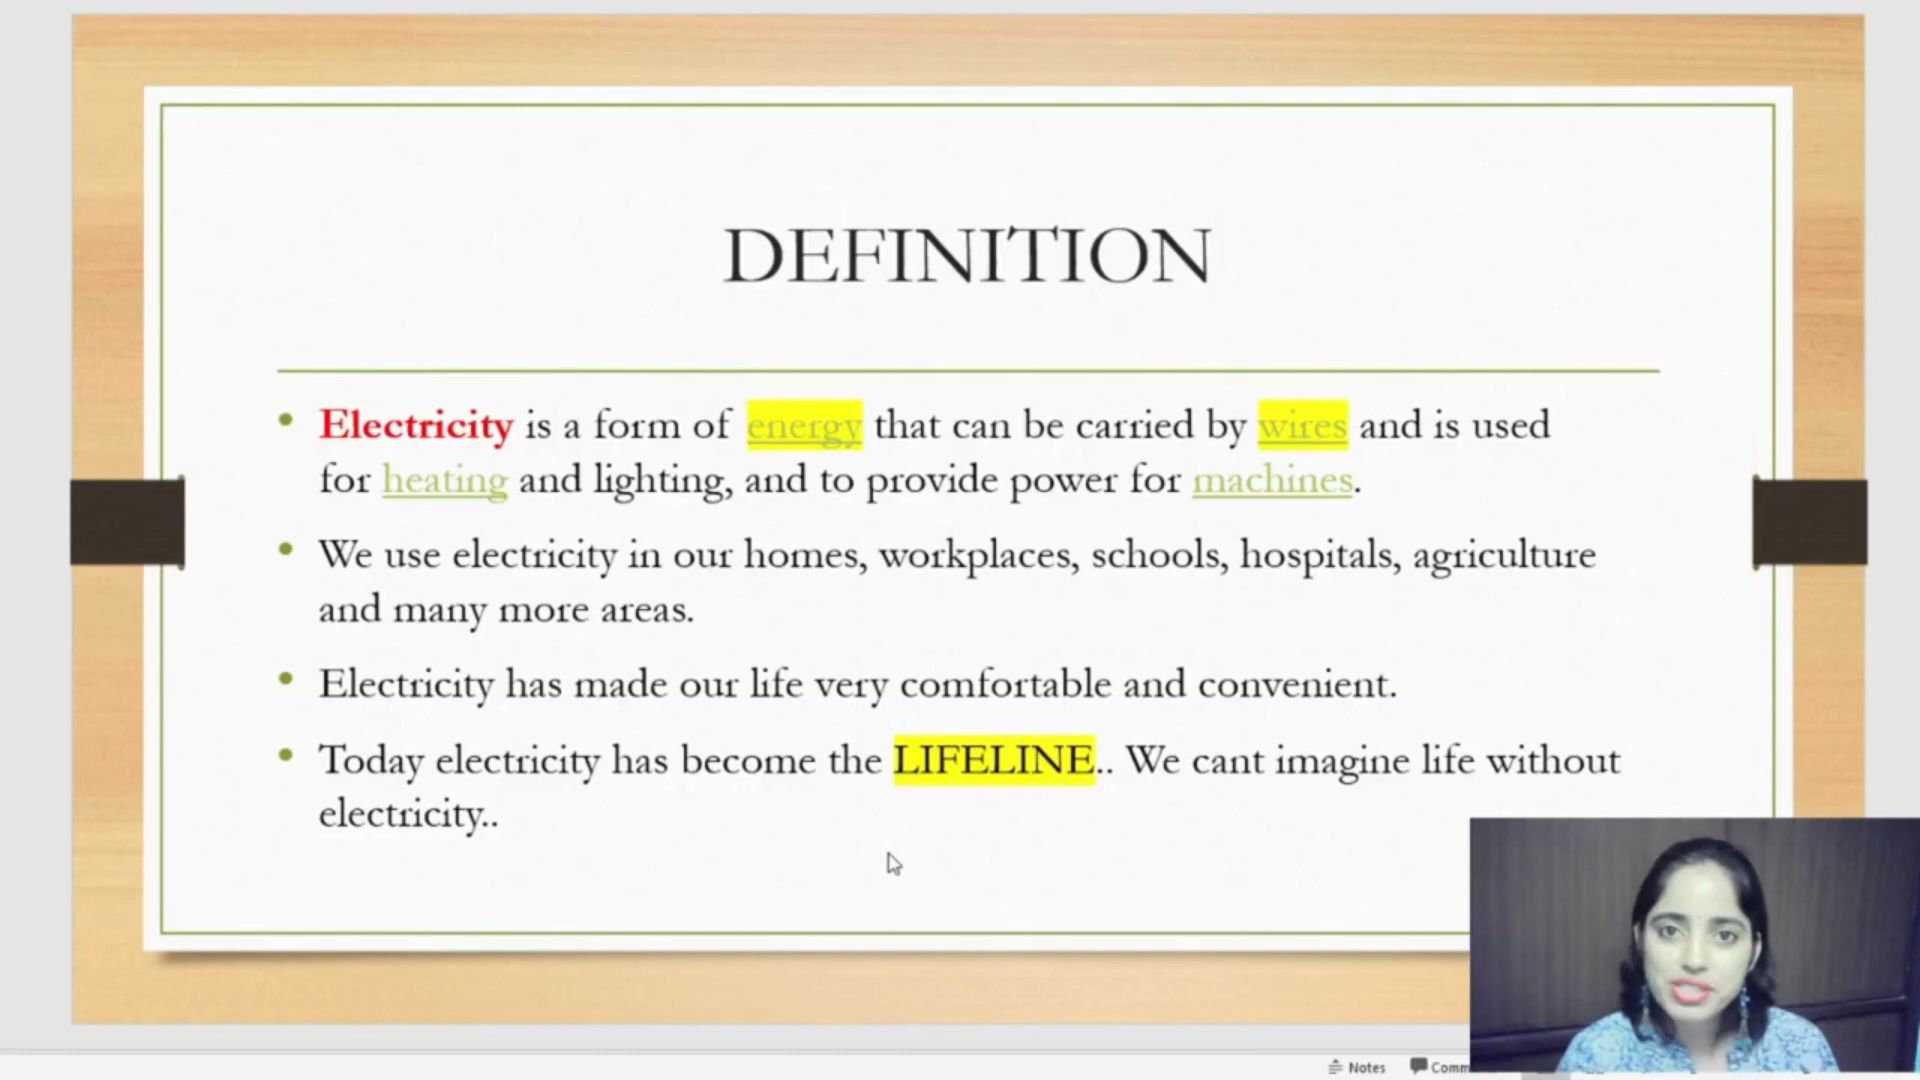 DEFINITION
Electricity is a form of energy that can be carried by wires and is used
for heating and lighting, and to provide power for machines.
We use electricity in our homes, workplaces, schools, hospitals, agriculture
and many more areas.
Electricity has made our life very comfortable and convenient.
Today electricity has become the LIFELINE.. We cant imagine life without
electricity..
Notes